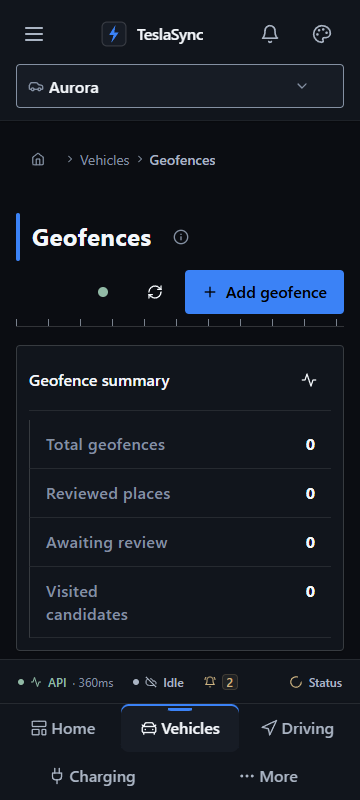 TeslaSync
Aurora
Vehicles
Geofences
Geofences
Add geofence
Geofence summary
Total geofences 0
Reviewed places 0
Awaiting review 0
Visited candidates 0
API · 360ms
Idle
2
Status
Home
Vehicles
Driving
Charging
More